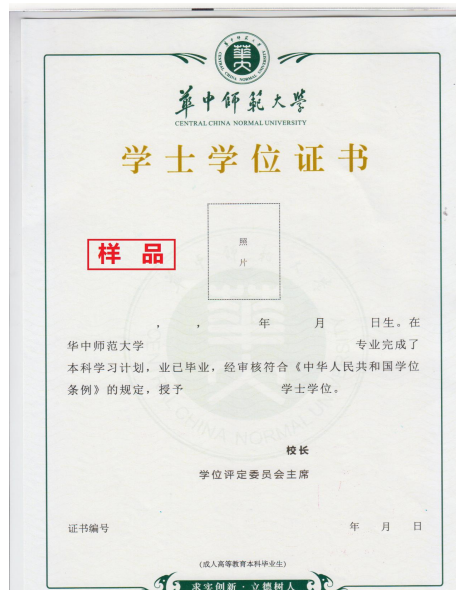 華中師範大學
CENTRAL CHINA NORMAL UNIVERSITY
学士学位证书
照
片
样 品
， ， 年 月 日生。在
华中师范大学 专业完成了
本科学习计划，业已毕业，经审核符合《中华人民共和国学位
条例》的规定，授予 学士学位。
校长
学位评定委员会主席
证书编号 年 月 日
(成人高等教育本科毕业生)
求实创新·立德树人